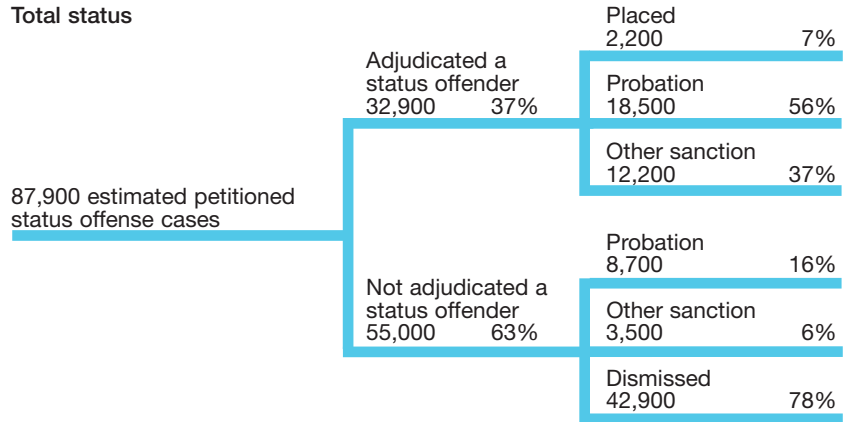 Total status
87,900 estimated petitioned
status offense cases
Adjudicated a
status offender
32,900 37%
Placed
2,200 7%
Probation
18,500 56%
Other sanction
12,200 37%
Not adjudicated a
status offender
55,000 63%
Probation
8,700 16%
Other sanction
3,500 6%
Dismissed
42,900 78%